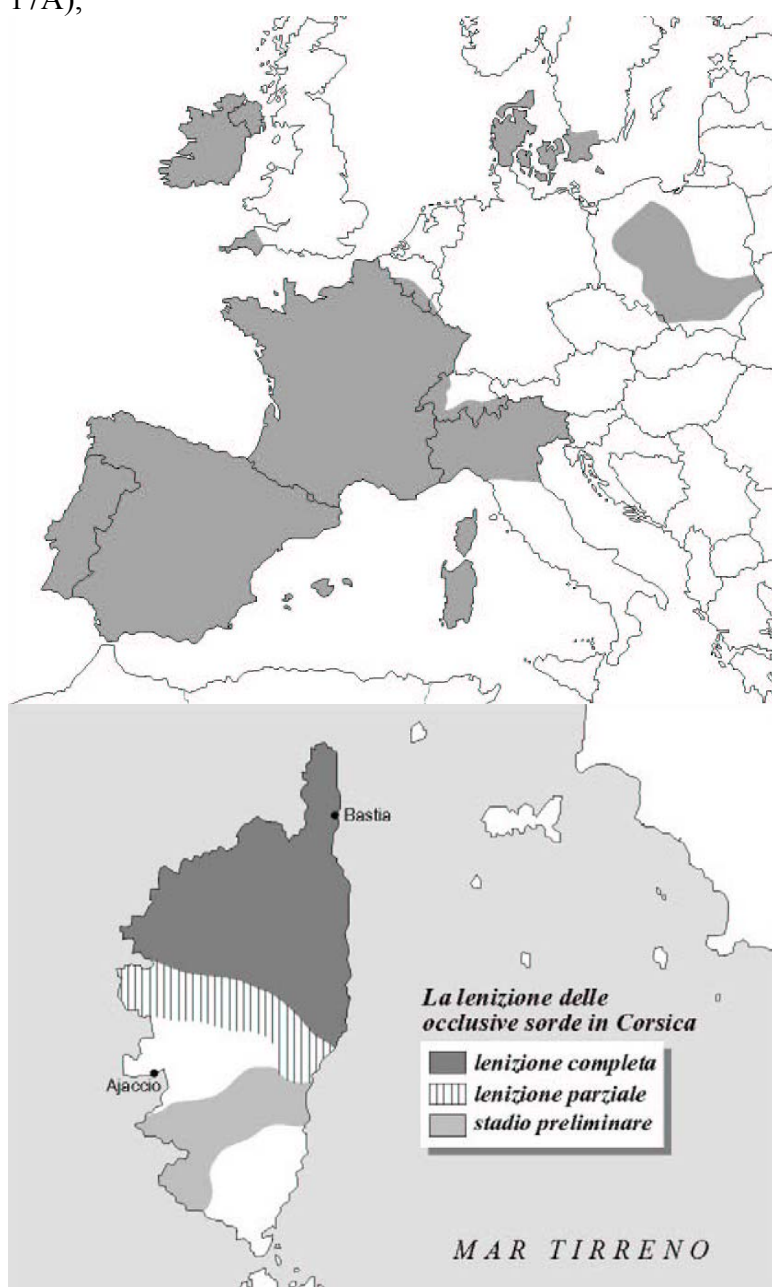 17A),
Bastia
La lenizione delle
occlusive sorde in Corsica
lenizione completa
Ajaccio
lenizione parziale
stadio preliminare
MAR TIRRENO